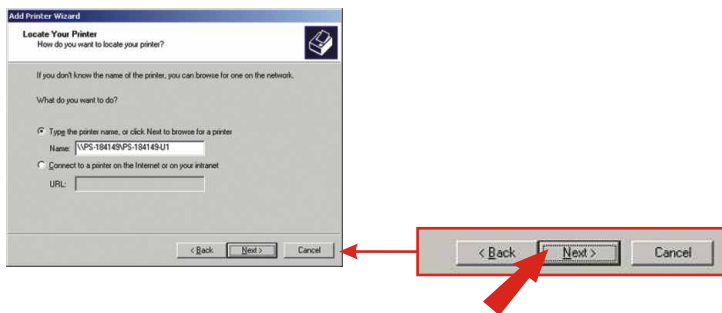 Add Printer Wizard
Locate Your Printer
How do you want to locate your printer?
If you don't know the name of the printer, you can browse for one on the network.
What do you want to do?
Type the printer name, or click Next to browse for a printer
Name: \\PS-184149\PS-184149-U1
Connect to a printer on the Internet or on your intranet
URL:
< Back Next > Cancel
< Back Next > Cancel